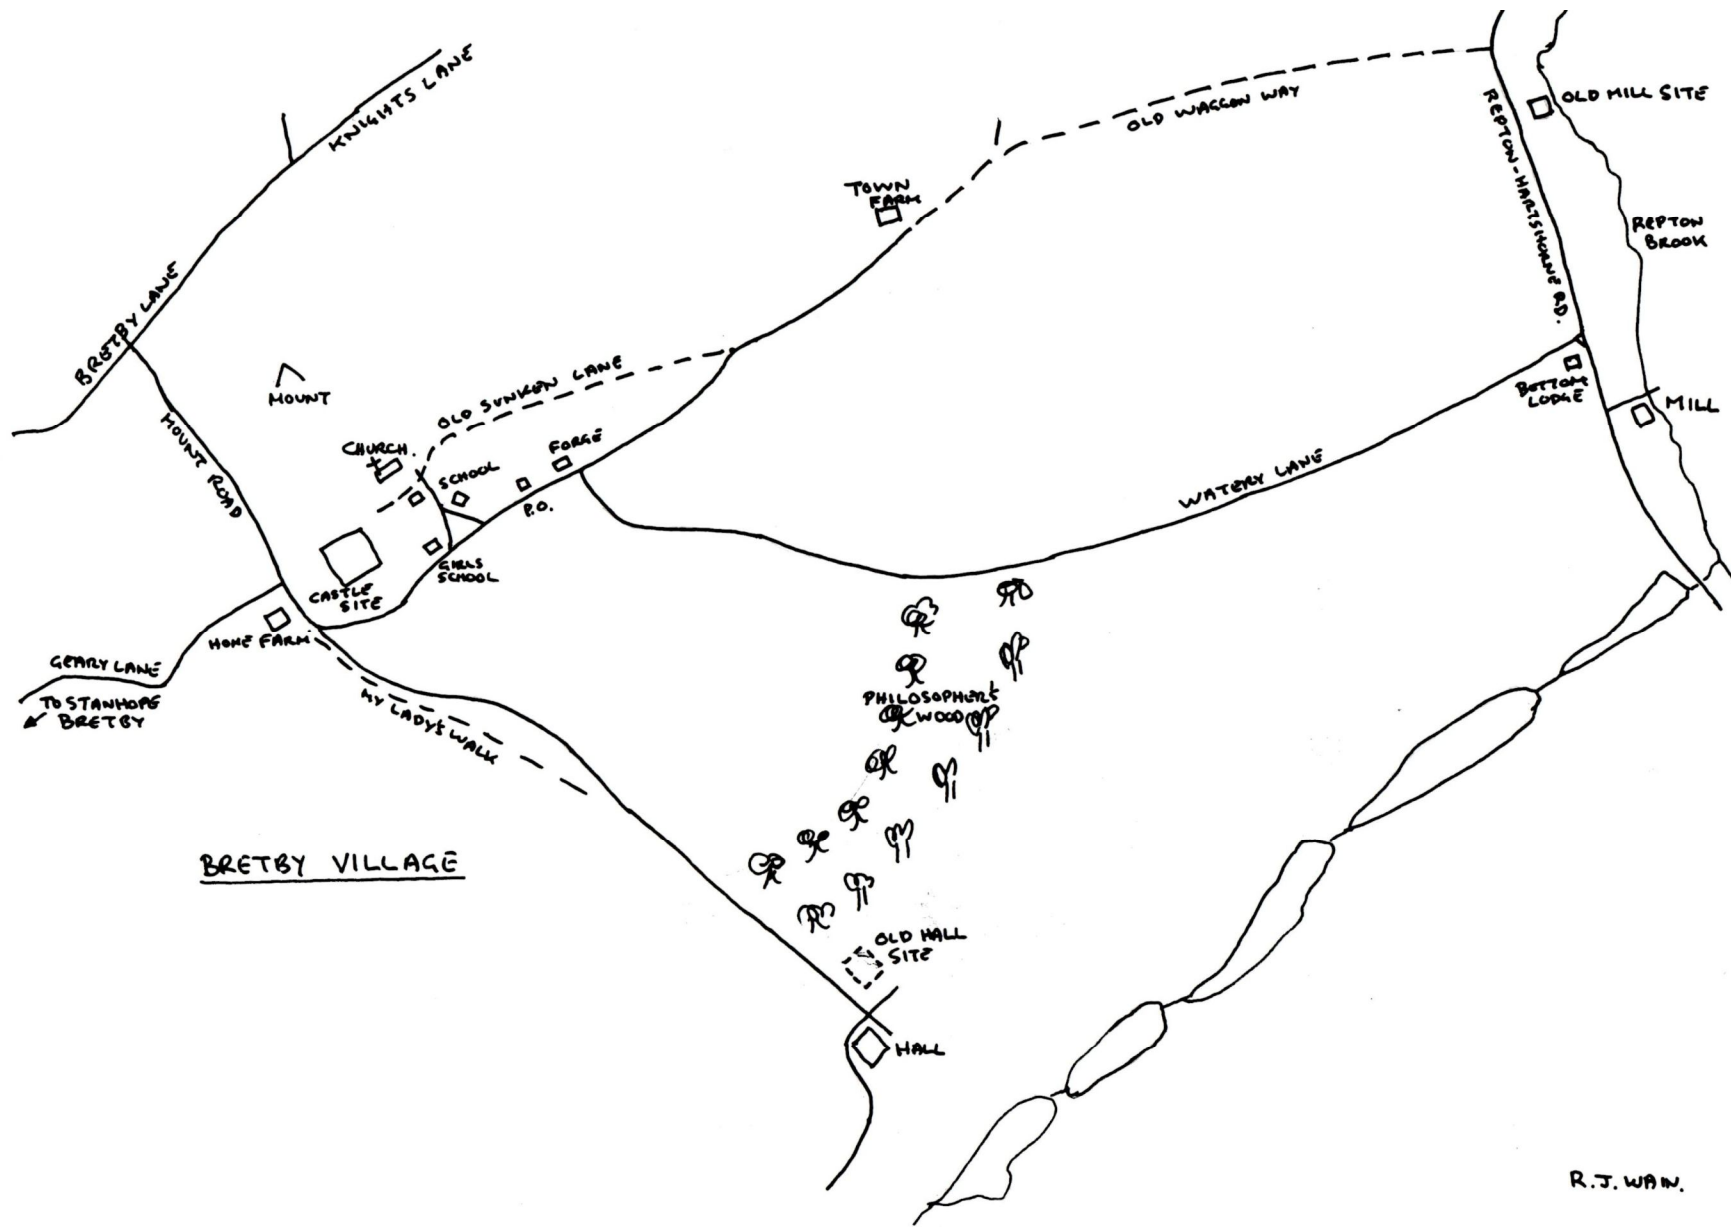 KNIGHTS LANE
BRETBY LANE
OLD WAGGON WAY
OLD MILL SITE
REPTON-HARTSHORNE RD.
REPTON
BROOK
TOWN
FARM
MOUNT
OLD SUNKEN LANE
MOUNT ROAD
CHURCH.
SCHOOL
FORGE
P.O.
GIRLS
SCHOOL
CASTLE
SITE
BOTTOM
LODGE
MILL
WATERY LANE
HOME FARM
GEARY LANE
TO STANHOPE
BRETBY
MY LADY'S WALK
PHILOSOPHER'S
WOOD
BRETBY VILLAGE
OLD HALL
SITE
HALL
R.J. WAIN.